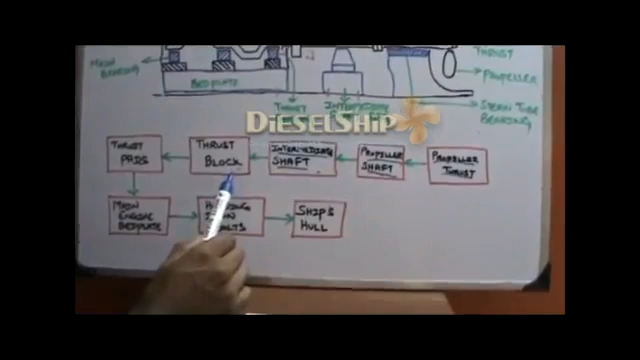 MAIN
BEARING
BEDPLATE
THRUST
PROPELLER
STERN TUBE
BEARING
THRUST
INTERMEDIATE
DiESELSHiP
THRUST
PADS
THRUST
BLOCK
INTERMEDIATE
SHAFT
PROPELLER
SHAFT
PROPELLER
THRUST
MAIN
ENGINE
BEDPLATE
HOLDING
DOWN
BOLTS
SHIP'S
HULL